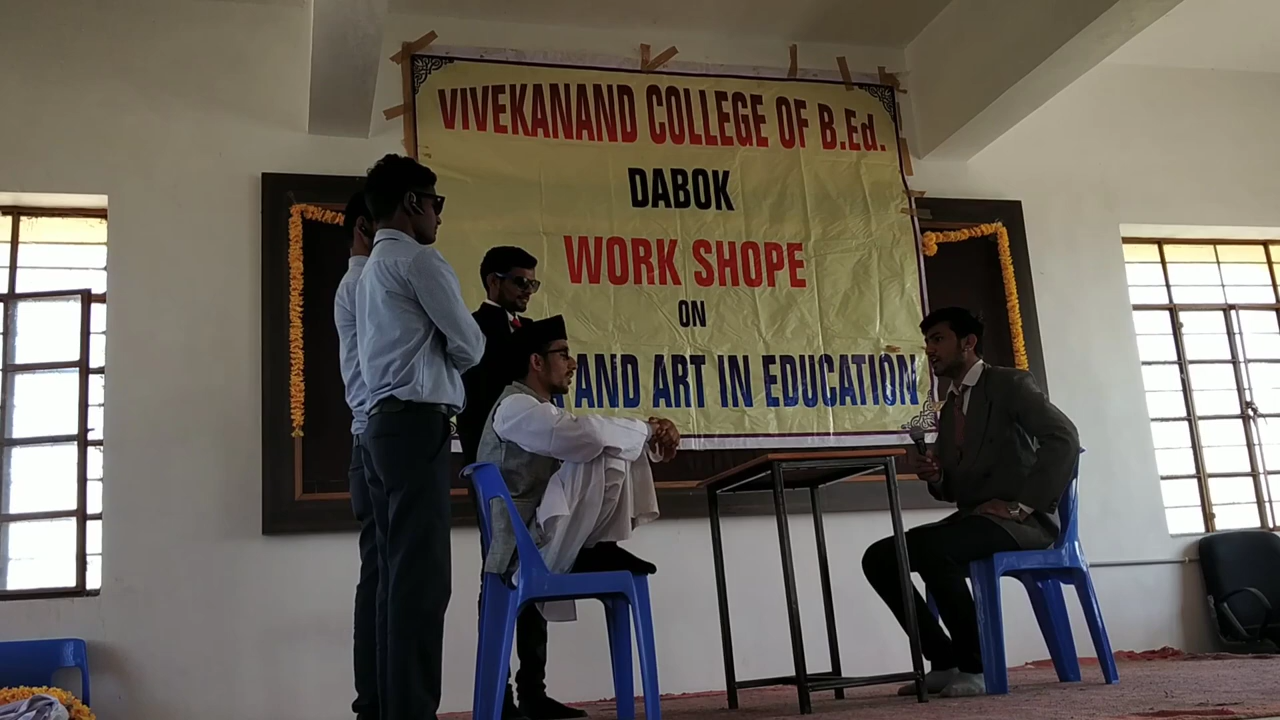 VIVEKANAND COLLEGE OF B.Ed.
DABOK
WORK SHOPE
ON
AND ART IN EDUCATION